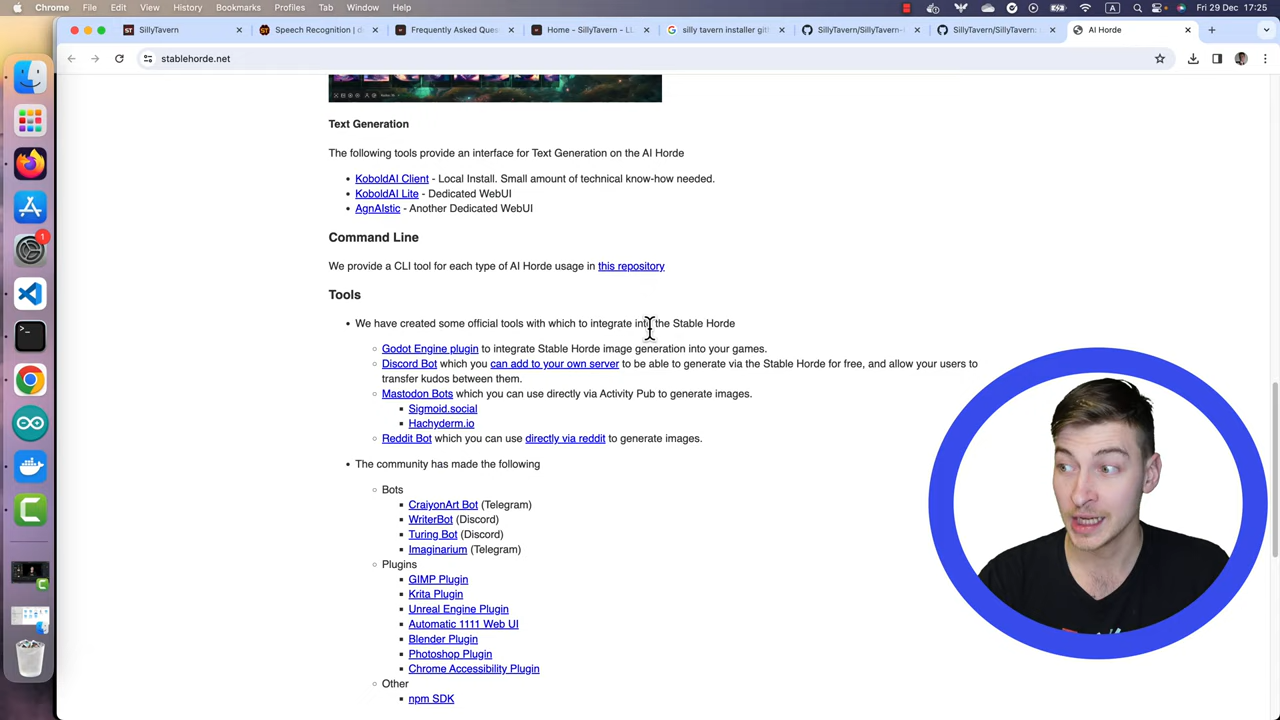 Chrome File Edit View History Bookmarks Profiles Tab Window Help Fri 29 Dec 17:25
SillyTavern
Speech Recognition | d
Frequently Asked Ques
Home - SillyTavern - LL
silly tavern installer gith
SillyTavern/SillyTavern-
SillyTavern/SillyTavern:
AI Horde
stablehorde.net
Text Generation
The following tools provide an interface for Text Generation on the AI Horde
• KoboldAI Client - Local Install. Small amount of technical know-how needed.
• KoboldAI Lite - Dedicated WebUI
• AgnAIstic - Another Dedicated WebUI
Command Line
We provide a CLI tool for each type of AI Horde usage in this repository
Tools
• We have created some official tools with which to integrate into the Stable Horde
◦ Godot Engine plugin to integrate Stable Horde image generation into your games.
◦ Discord Bot which you can add to your own server to be able to generate via the Stable Horde for free, and allow your users to
transfer kudos between them.
◦ Mastodon Bots which you can use directly via Activity Pub to generate images.
▪ Sigmoid.social
▪ Hachyderm.io
◦ Reddit Bot which you can use directly via reddit to generate images.
• The community has made the following
◦ Bots
▪ CraiyonArt Bot (Telegram)
▪ WriterBot (Discord)
▪ Turing Bot (Discord)
▪ Imaginarium (Telegram)
◦ Plugins
▪ GIMP Plugin
▪ Krita Plugin
▪ Unreal Engine Plugin
▪ Automatic 1111 Web UI
▪ Blender Plugin
▪ Photoshop Plugin
▪ Chrome Accessibility Plugin
◦ Other
▪ npm SDK